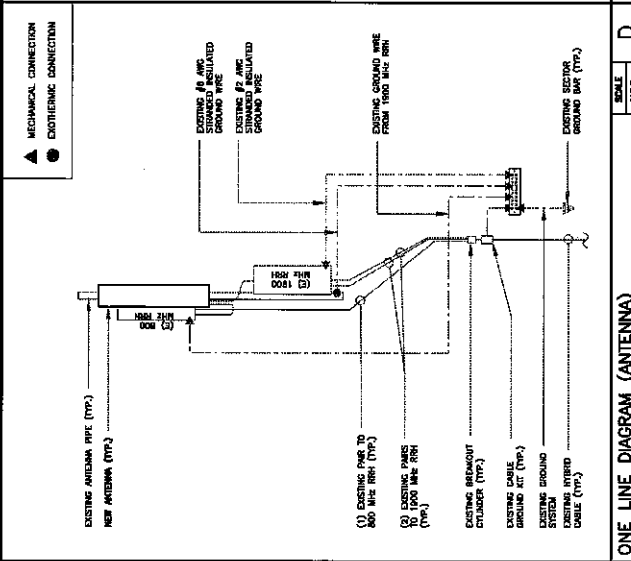 ▲ MECHANICAL CONNECTION
● EXOTHERMIC CONNECTION
EXISTING ANTENNA PIPE (TYP.)
NEW ANTENNA (TYP.)
(E) 800
MHz RRH
(E) 1900
MHz RRH
EXISTING #6 AWG
STRANDED INSULATED
GROUND WIRE
EXISTING #2 AWG
STRANDED INSULATED
GROUND WIRE
EXISTING GROUND WIRE
FROM 1900 MHz RRH
(1) EXISTING PAIR TO
800 MHz RRH (TYP.)
(2) EXISTING PAIRS
TO 1900 MHz RRH
(TYP.)
EXISTING BREAKOUT
CYLINDER (TYP.)
EXISTING CABLE
GROUND KIT (TYP.)
EXISTING GROUND
SYSTEM
EXISTING HYBRID
CABLE (TYP.)
EXISTING SECTOR
GROUND BAR (TYP.)
ONE LINE DIAGRAM (ANTENNA)
SCALE
D